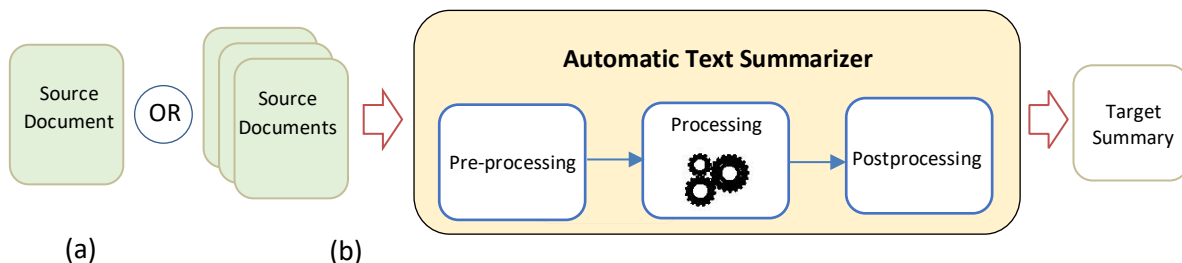 Source
Document
OR
Source
Documents
Automatic Text Summarizer
Pre-processing
Processing
Postprocessing
Target
Summary
(a)
(b)